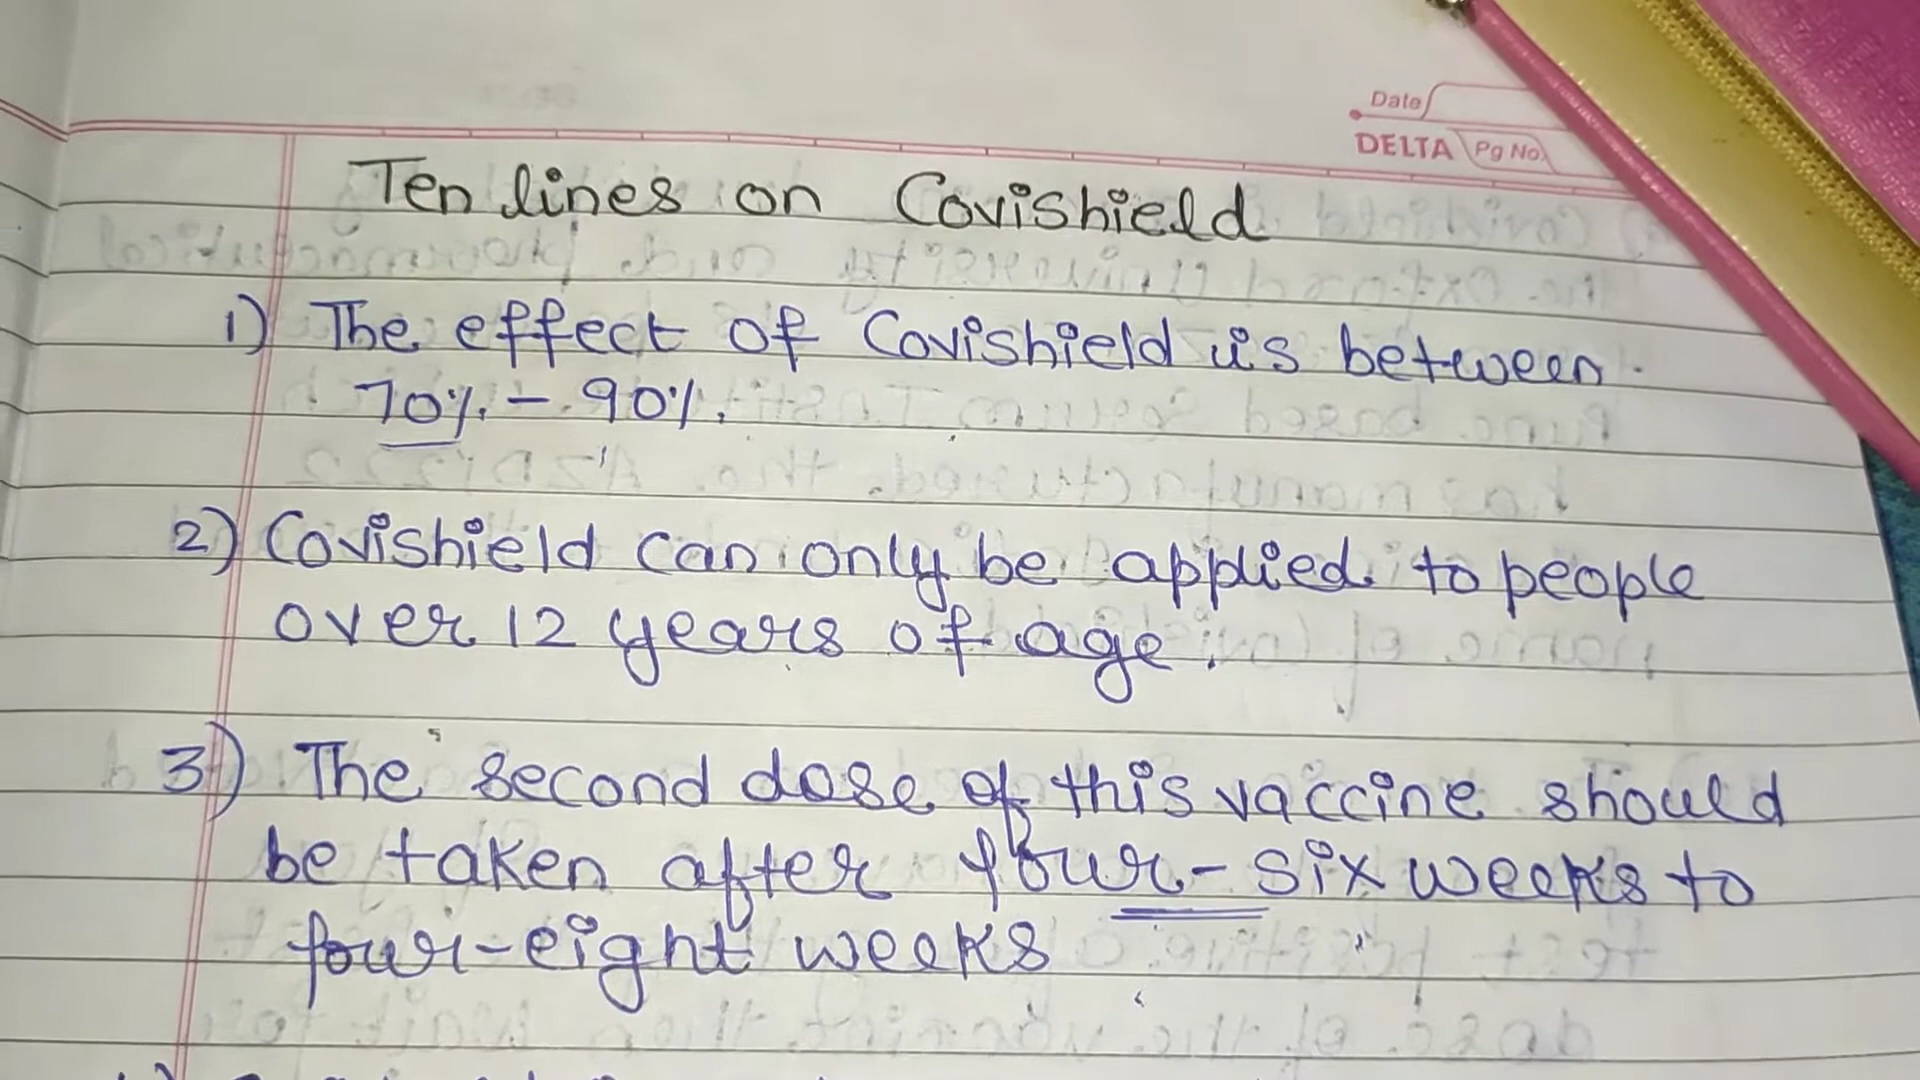 Date
DELTA Pg No.
Ten lines on Covishield
1) The effect of Covishield is between
70% - 90%.
2) Covishield can only be applied to people
over 12 years of age.
3) The second dose of this vaccine should
be taken after four-six weeks to
four-eight weeks